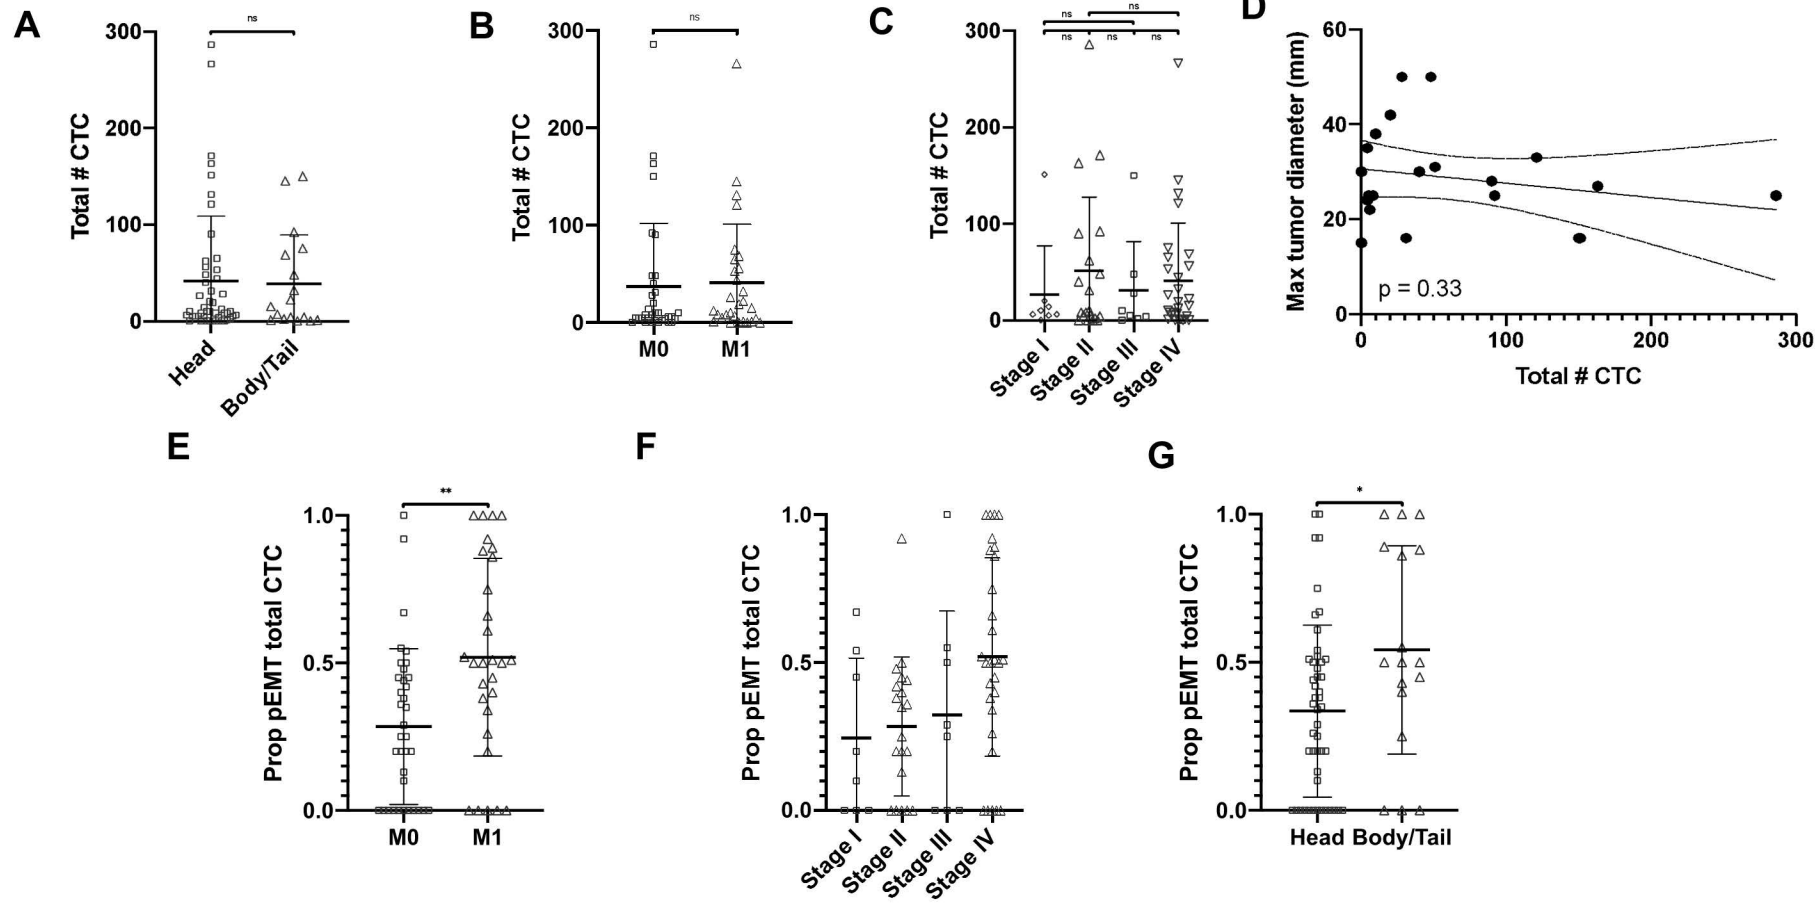 A
ns
300
200
100
0
Total # CTC
Head
Body/Tail
B
ns
300
200
100
0
Total # CTC
M0
M1
C
ns
ns
ns
ns
ns
300
200
100
0
Total # CTC
Stage I
Stage II
Stage III
Stage IV
D
60
40
20
0
Max tumor diameter (mm)
p = 0.33
0
100
200
300
Total # CTC
E
**
1.0
0.5
0.0
Prop pEMT total CTC
M0
M1
F
1.0
0.5
0.0
Prop pEMT total CTC
Stage I
Stage II
Stage III
Stage IV
G
*
1.0
0.5
0.0
Prop pEMT total CTC
Head Body/Tail